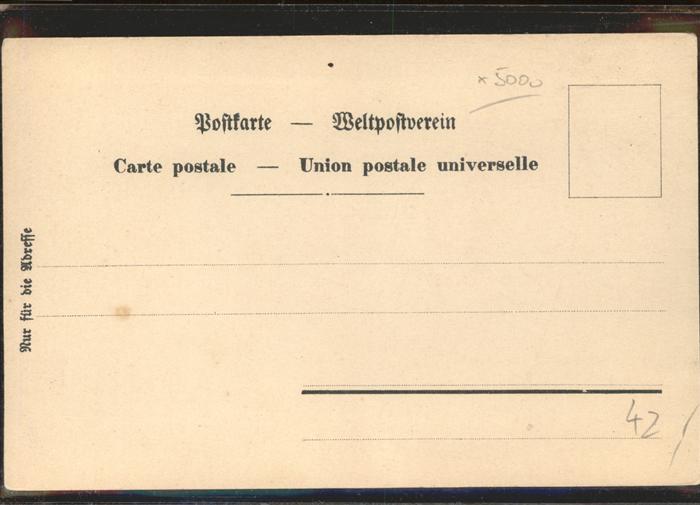 × 5000
Postkarte — Weltpostverein
Carte postale — Union postale universelle
Nur für die Adresse
42